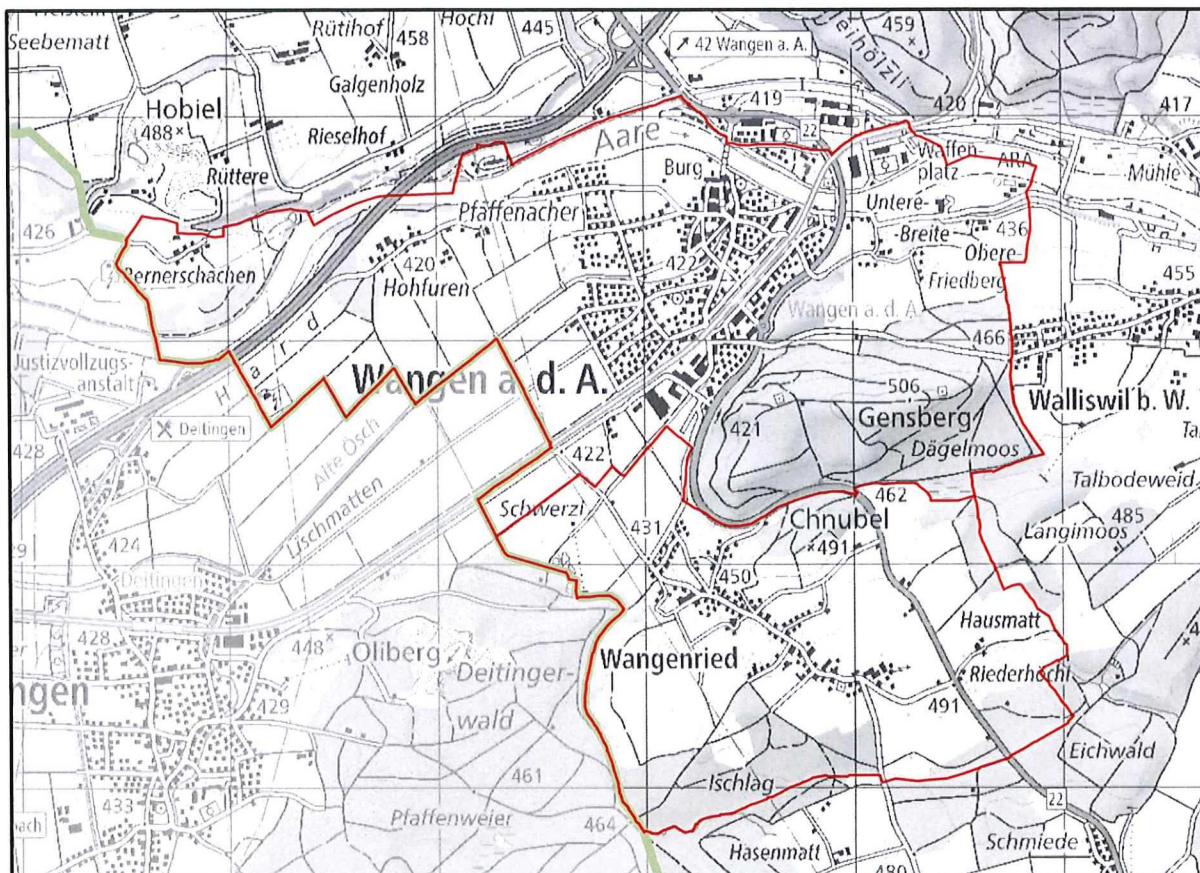 Rütihof
Hochi
445
42 Wangen a. A.
459
Seebematt
458
Galgenholz
419
420
417
Hobiel
488
Rieselhof
Aare
22
Waffen-
platz
ARA
Mühle
Rüttere
Burg
Untere-
Pfaffenacher
Breite
436
426
Obere-
Bernerschachen
420
Hohfuren
422
Friedberg
455
Wangen a. d. A.
466
Justizvollzugs-
anstalt
Hard
506
Wangen a. d. A.
Walliswil b. W.
Gensberg
Deitingen
421
Dägelmoos
428
Alte Ösch
422
462
Talbodeweid
Lischmatten
Schwerzi
Chnubel
485
Langimoos
431
491
424
450
Deitingen
Hausmatt
428
448
Oliberg
Deitinger-
wald
Wangenried
Riederhöchi
ngen
429
491
Eichwald
461
Ischlag
433
22
Pfaffenweier
464
Schmiede
bach
Hasenmatt
480